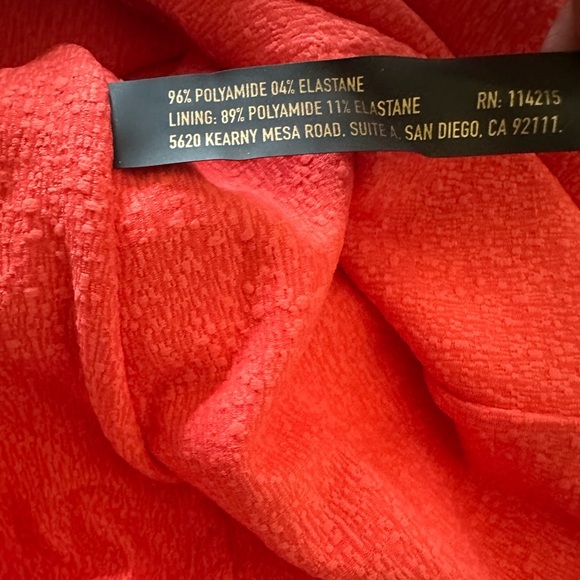 96% POLYAMIDE 04% ELASTANE
LINING: 89% POLYAMIDE 11% ELASTANE RN: 114215
5620 KEARNY MESA ROAD. SUITE A. SAN DIEGO, CA 92111.